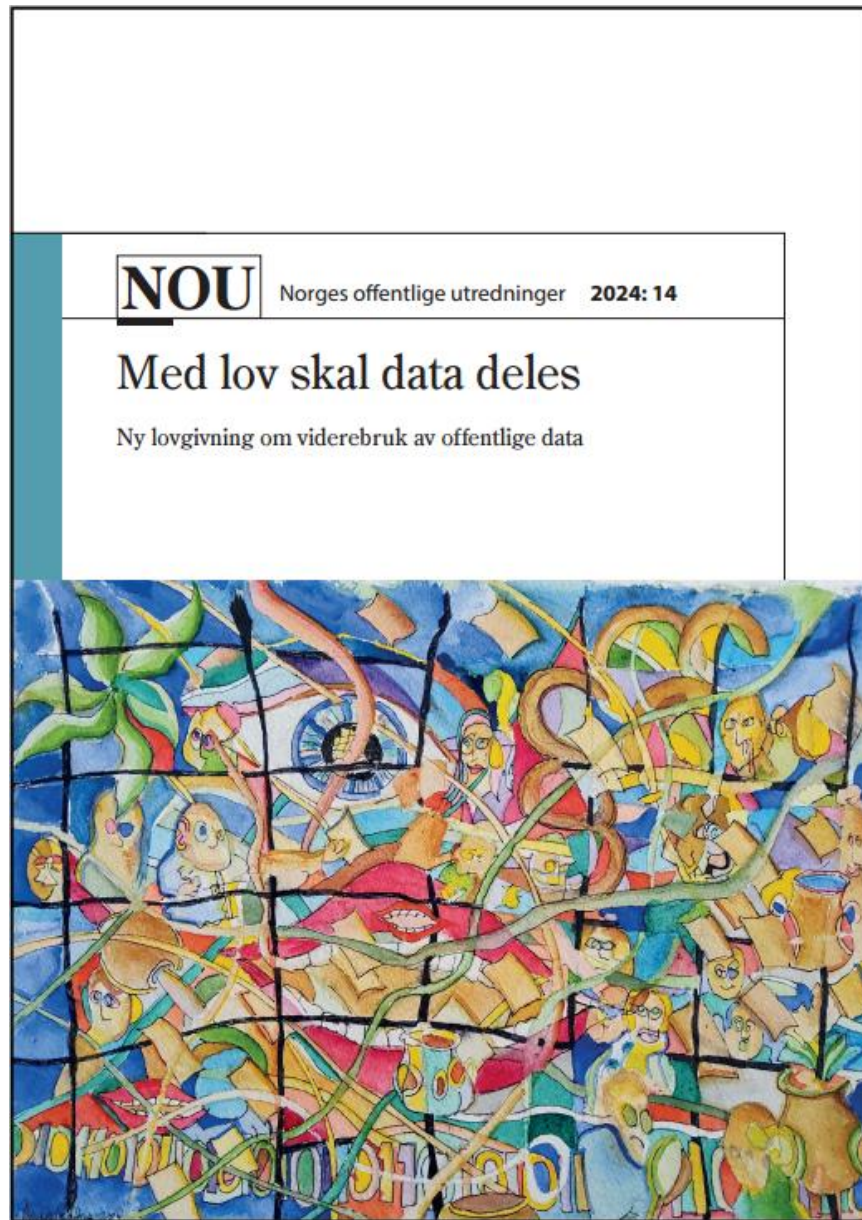 NOU Norges offentlige utredninger 2024: 14
Med lov skal data deles
Ny lovgivning om viderebruk av offentlige data